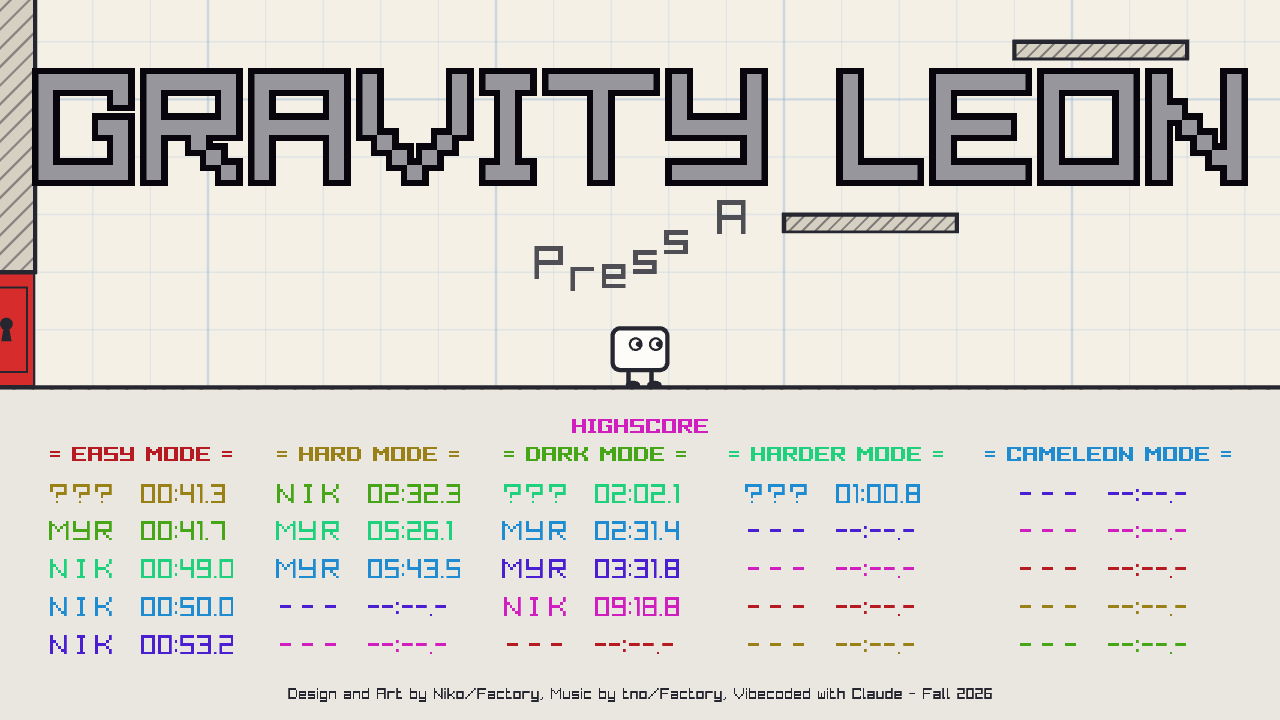 GRAVITY LEON
Press A
HIGHSCORE
= EASY MODE = = HARD MODE = = DARK MODE = = HARDER MODE = = CAMELEON MODE =
??? 00:41.3 NIK 02:32.3 ??? 02:02.1 ??? 01:00.8 --- --:--.-
MYR 00:41.7 MYR 05:26.1 MYR 02:31.4 --- --:--.- --- --:--.-
NIK 00:49.0 MYR 05:43.5 MYR 03:31.8 --- --:--.- --- --:--.-
NIK 00:50.0 --- --:--.- NIK 09:18.8 --- --:--.- --- --:--.-
NIK 00:53.2 --- --:--.- --- --:--.- --- --:--.- --- --:--.-
Design and Art by Niko/Factory, Music by tno/Factory, Vibecoded with Claude - Fall 2026